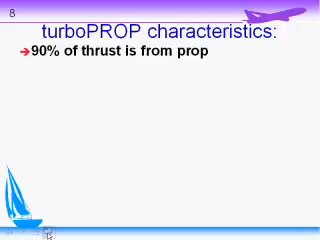 8
turboPROP characteristics:
➔90% of thrust is from prop